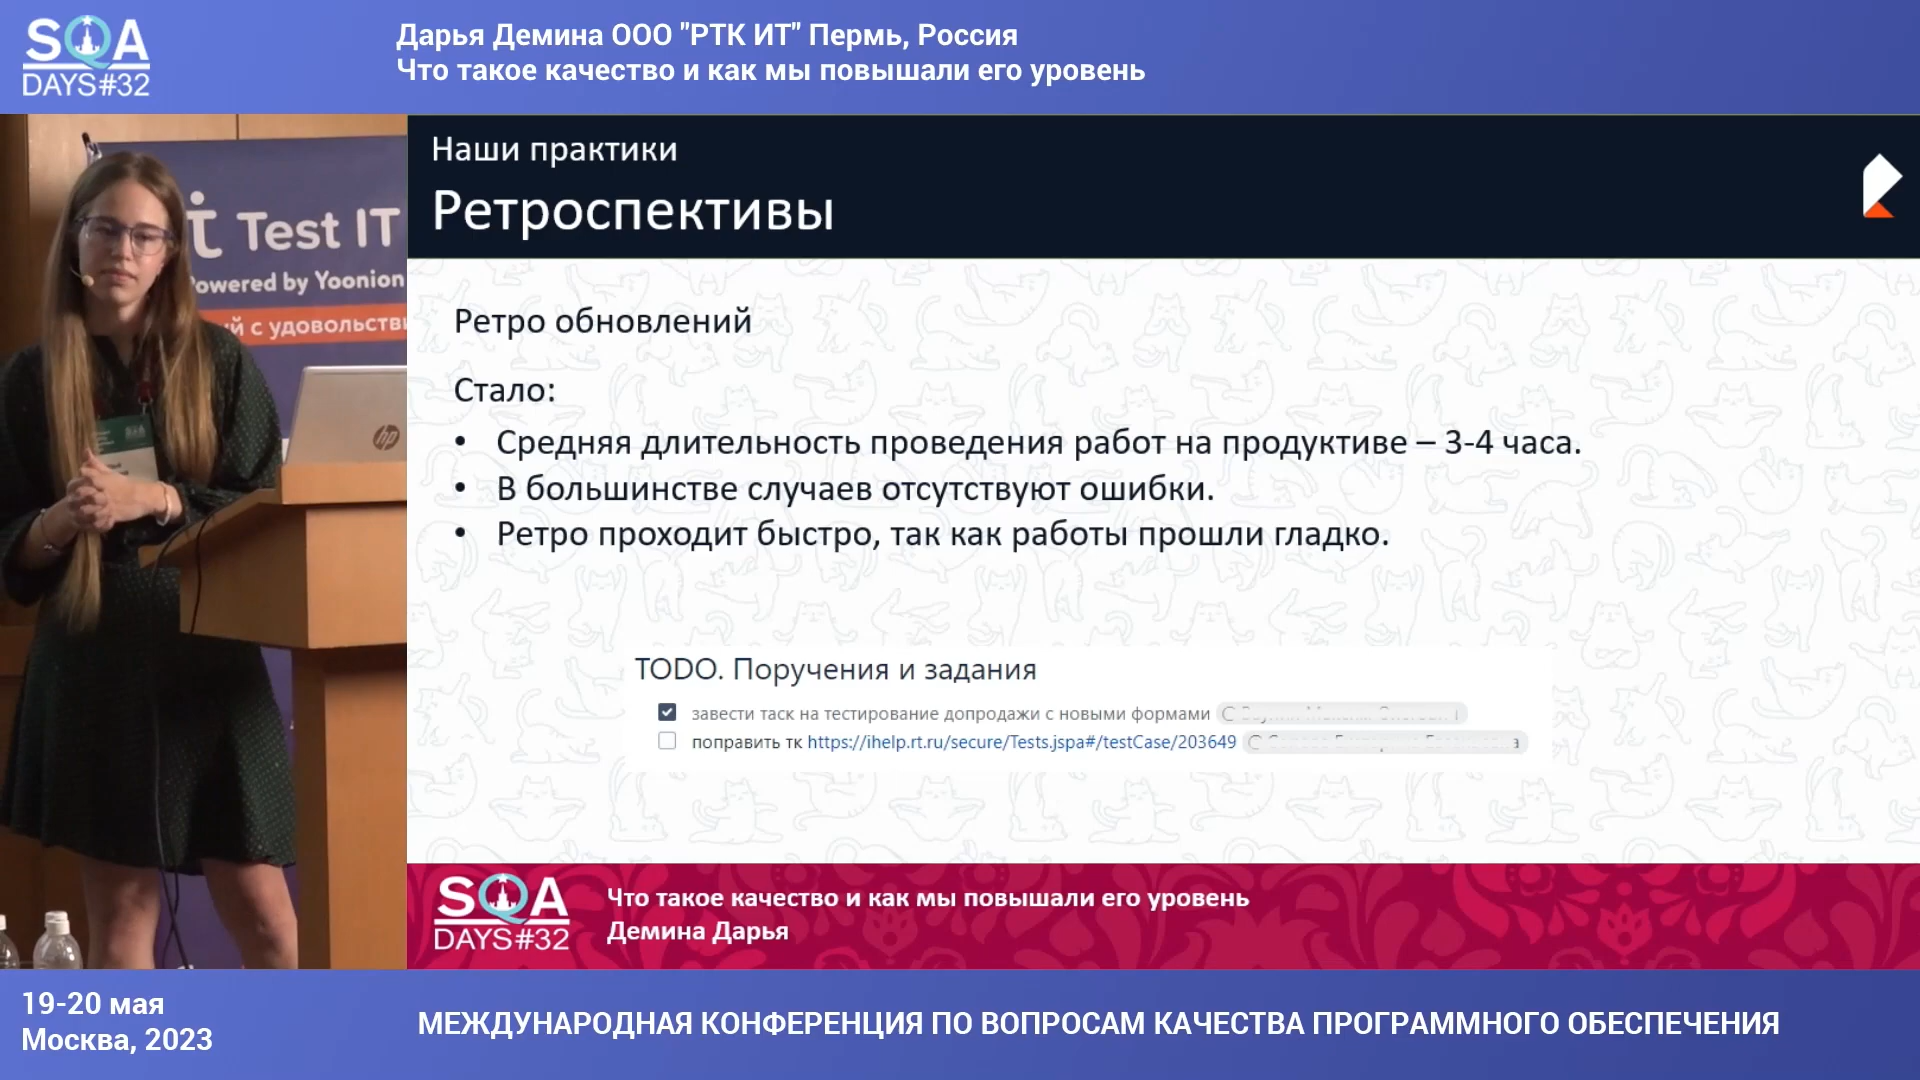 SQA
DAYS#32
Дарья Демина ООО "РТК ИТ" Пермь, Россия
Что такое качество и как мы повышали его уровень
Test IT
Powered by Yoonion
й с удовольстви
hp
Наши практики
Ретроспективы
Ретро обновлений
Стало:
• Средняя длительность проведения работ на продуктиве – 3-4 часа.
• В большинстве случаев отсутствуют ошибки.
• Ретро проходит быстро, так как работы прошли гладко.
TODO. Поручения и задания
завести таск на тестирование допродажи с новыми формами
поправить тк https://ihelp.rt.ru/secure/Tests.jspa#/testCase/203649
SQA
DAYS#32
Что такое качество и как мы повышали его уровень
Демина Дарья
19-20 мая
Москва, 2023
МЕЖДУНАРОДНАЯ КОНФЕРЕНЦИЯ ПО ВОПРОСАМ КАЧЕСТВА ПРОГРАММНОГО ОБЕСПЕЧЕНИЯ